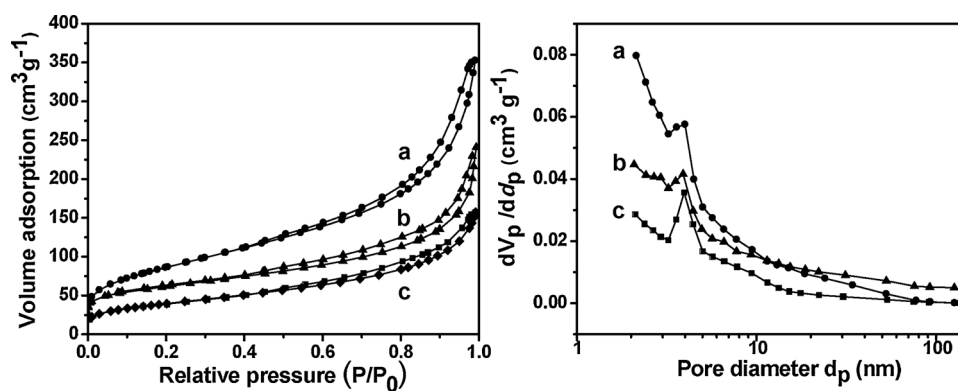 Volume adsorption (cm³g⁻¹)
400
350
300
250
200
150
100
50
0
a
b
c
0.0
0.2
0.4
0.6
0.8
1.0
Relative pressure (P/P₀)
dVₚ/ddₚ (cm³ g⁻¹)
0.08
0.06
0.04
0.02
0.00
a
b
c
1
10
100
Pore diameter dₚ (nm)